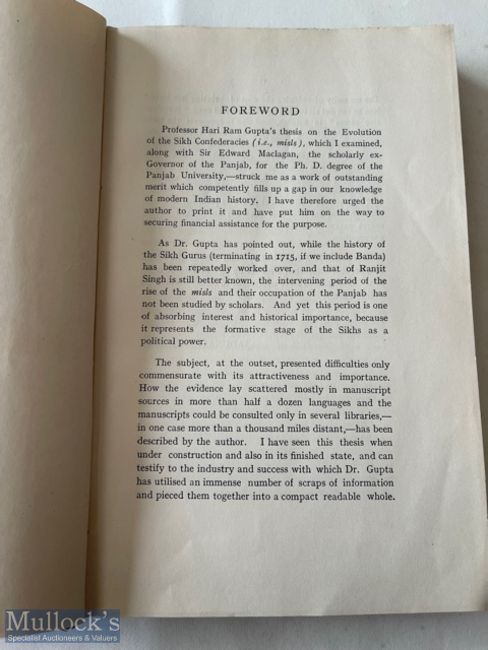 FOREWORD
Professor Hari Ram Gupta's thesis on the Evolution
of the Sikh Confederacies (i.e., misls), which I examined,
along with Sir Edward Maclagan, the scholarly ex-
Governor of the Panjab, for the Ph. D. degree of the
Panjab University,—struck me as a work of outstanding
merit which competently fills up a gap in our knowledge
of modern Indian history. I have therefore urged the
author to print it and have put him on the way to
securing financial assistance for the purpose.
As Dr. Gupta has pointed out, while the history of
the Sikh Gurus (terminating in 1715, if we include Banda)
has been repeatedly worked over, and that of Ranjit
Singh is still better known, the intervening period of the
rise of the misls and their occupation of the Panjab has
not been studied by scholars. And yet this period is one
of absorbing interest and historical importance, because
it represents the formative stage of the Sikhs as a
political power.
The subject, at the outset, presented difficulties only
commensurate with its attractiveness and importance.
How the evidence lay scattered mostly in manuscript
sources in more than half a dozen languages and the
manuscripts could be consulted only in several libraries,—
in one case more than a thousand miles distant,—has been
described by the author. I have seen this thesis when
under construction and also in its finished state, and can
testify to the industry and success with which Dr. Gupta
has utilised an immense number of scraps of information
and pieced them together into a compact readable whole.
Mullock's
Specialist Auctioneers & Valuers